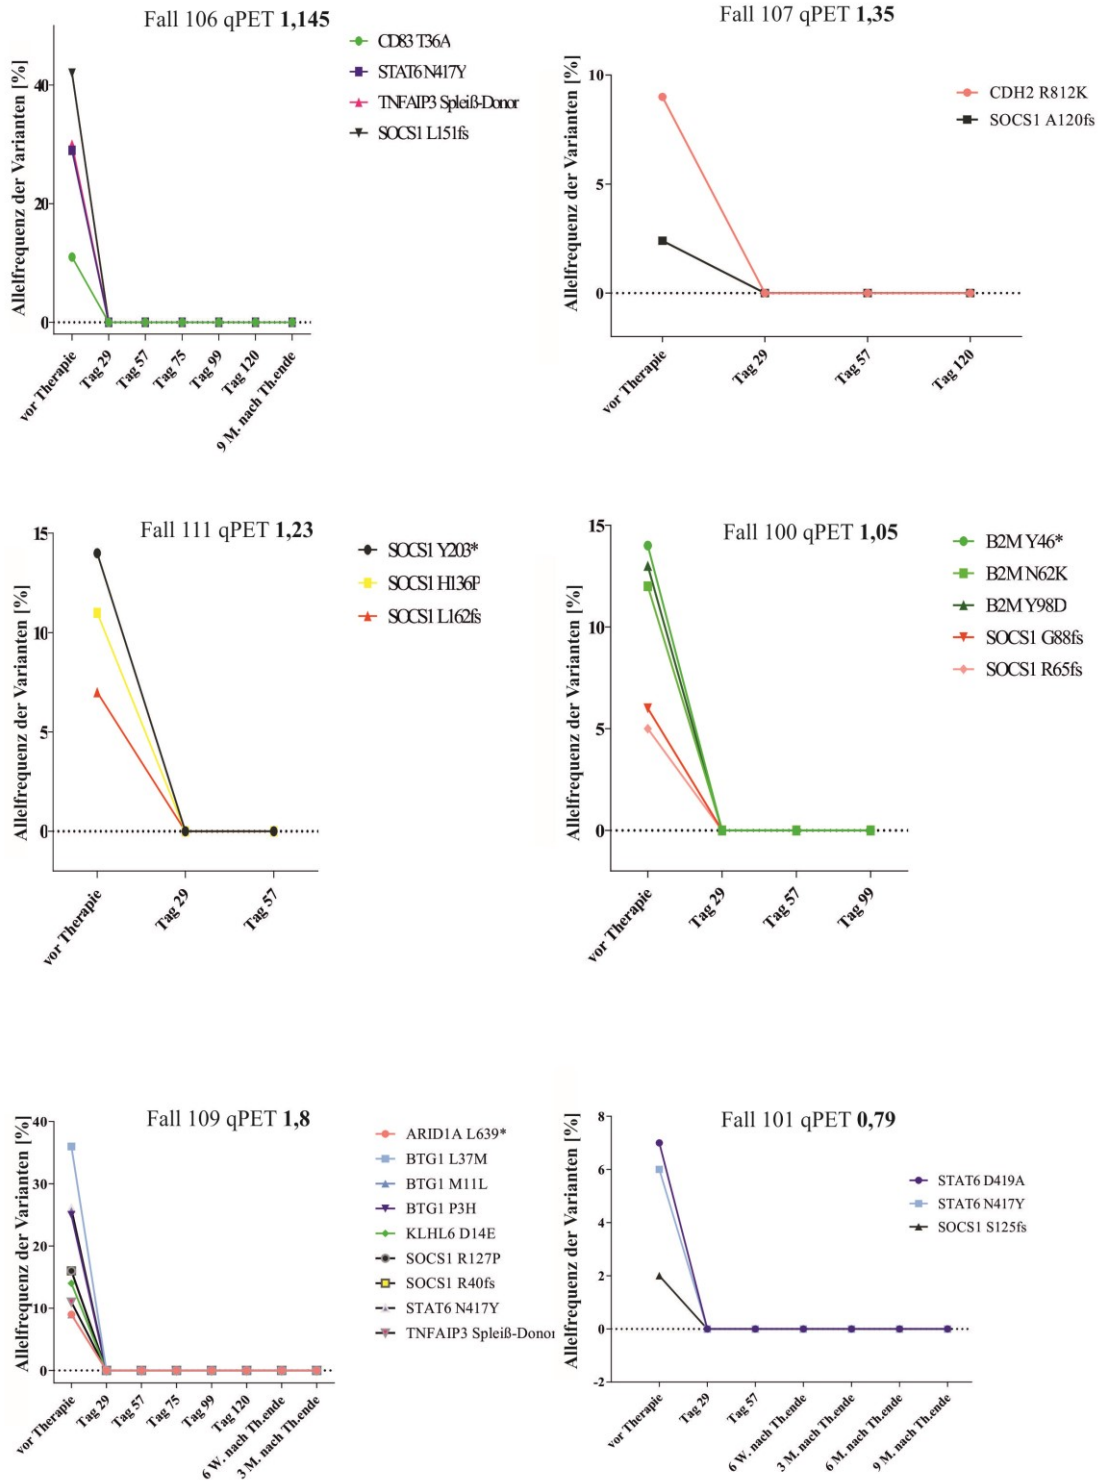 Fall 106 qPET 1,145
Allelfrequenz der Varianten [%]
40
20
0
vor Therapie
Tag 29
Tag 57
Tag 75
Tag 99
Tag 120
9 M. nach Th.ende
CD83 T36A
STAT6 N417Y
TNFAIP3 Spleiß-Donor
SOCS1 L151fs
Fall 107 qPET 1,35
Allelfrequenz der Varianten [%]
10
5
0
vor Therapie
Tag 29
Tag 57
Tag 120
CDH2 R812K
SOCS1 A120fs
Fall 111 qPET 1,23
Allelfrequenz der Varianten [%]
15
10
5
0
vor Therapie
Tag 29
Tag 57
SOCS1 Y203*
SOCS1 H136P
SOCS1 L162fs
Fall 100 qPET 1,05
Allelfrequenz der Varianten [%]
15
10
5
0
vor Therapie
Tag 29
Tag 57
Tag 99
B2M Y46*
B2M N62K
B2M Y98D
SOCS1 G88fs
SOCS1 R65fs
Fall 109 qPET 1,8
Allelfrequenz der Varianten [%]
40
30
20
10
0
vor Therapie
Tag 29
Tag 57
Tag 75
Tag 99
Tag 120
6 W. nach Th.ende
3 M. nach Th.ende
ARID1A L639*
BTG1 L37M
BTG1 M11L
BTG1 P3H
KLHL6 D14E
SOCS1 R127P
SOCS1 R40fs
STAT6 N417Y
TNFAIP3 Spleiß-Donor
Fall 101 qPET 0,79
Allelfrequenz der Varianten [%]
8
6
4
2
0
-2
vor Therapie
Tag 29
Tag 57
6 W. nach Th.ende
3 M. nach Th.ende
6 M. nach Th.ende
9 M. nach Th.ende
STAT6 D419A
STAT6 N417Y
SOCS1 S125fs